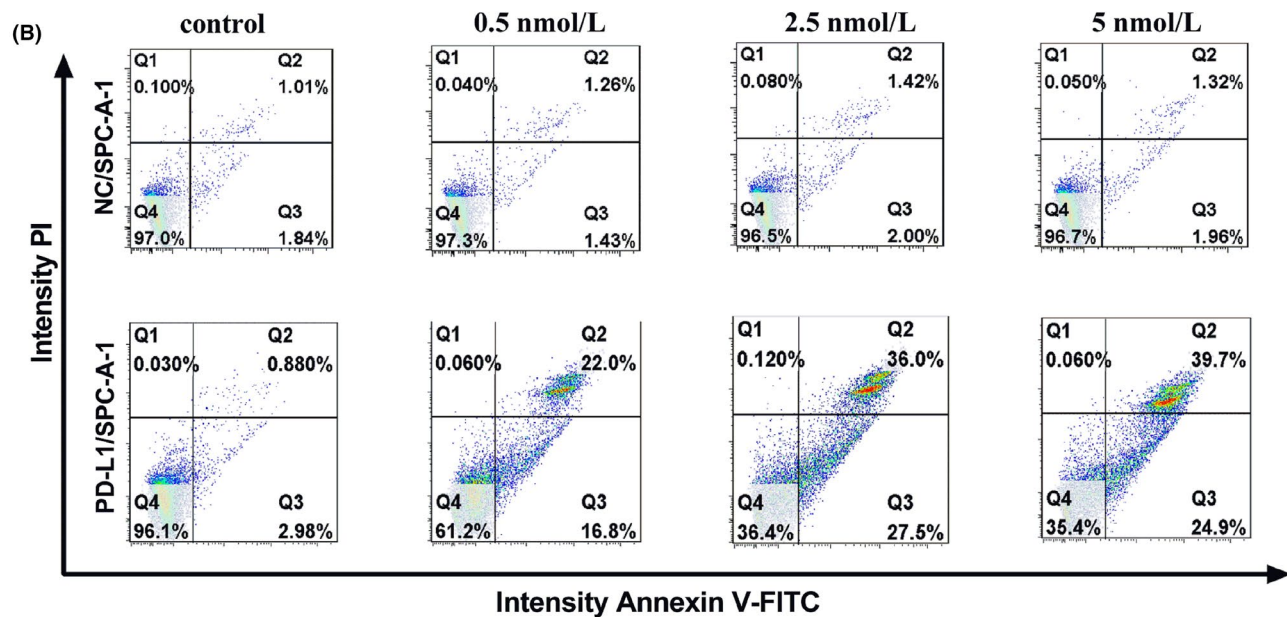 (B)
control 0.5 nmol/L 2.5 nmol/L 5 nmol/L
Intensity PI
NC/SPC-A-1
Q1 Q2
0.100% 1.01%
Q4 Q3
97.0% 1.84%
Q1 Q2
0.040% 1.26%
Q4 Q3
97.3% 1.43%
Q1 Q2
0.080% 1.42%
Q4 Q3
96.5% 2.00%
Q1 Q2
0.050% 1.32%
Q4 Q3
96.7% 1.96%
PD-L1/SPC-A-1
Q1 Q2
0.030% 0.880%
Q4 Q3
96.1% 2.98%
Q1 Q2
0.060% 22.0%
Q4 Q3
61.2% 16.8%
Q1 Q2
0.120% 36.0%
Q4 Q3
36.4% 27.5%
Q1 Q2
0.060% 39.7%
Q4 Q3
35.4% 24.9%
Intensity Annexin V-FITC